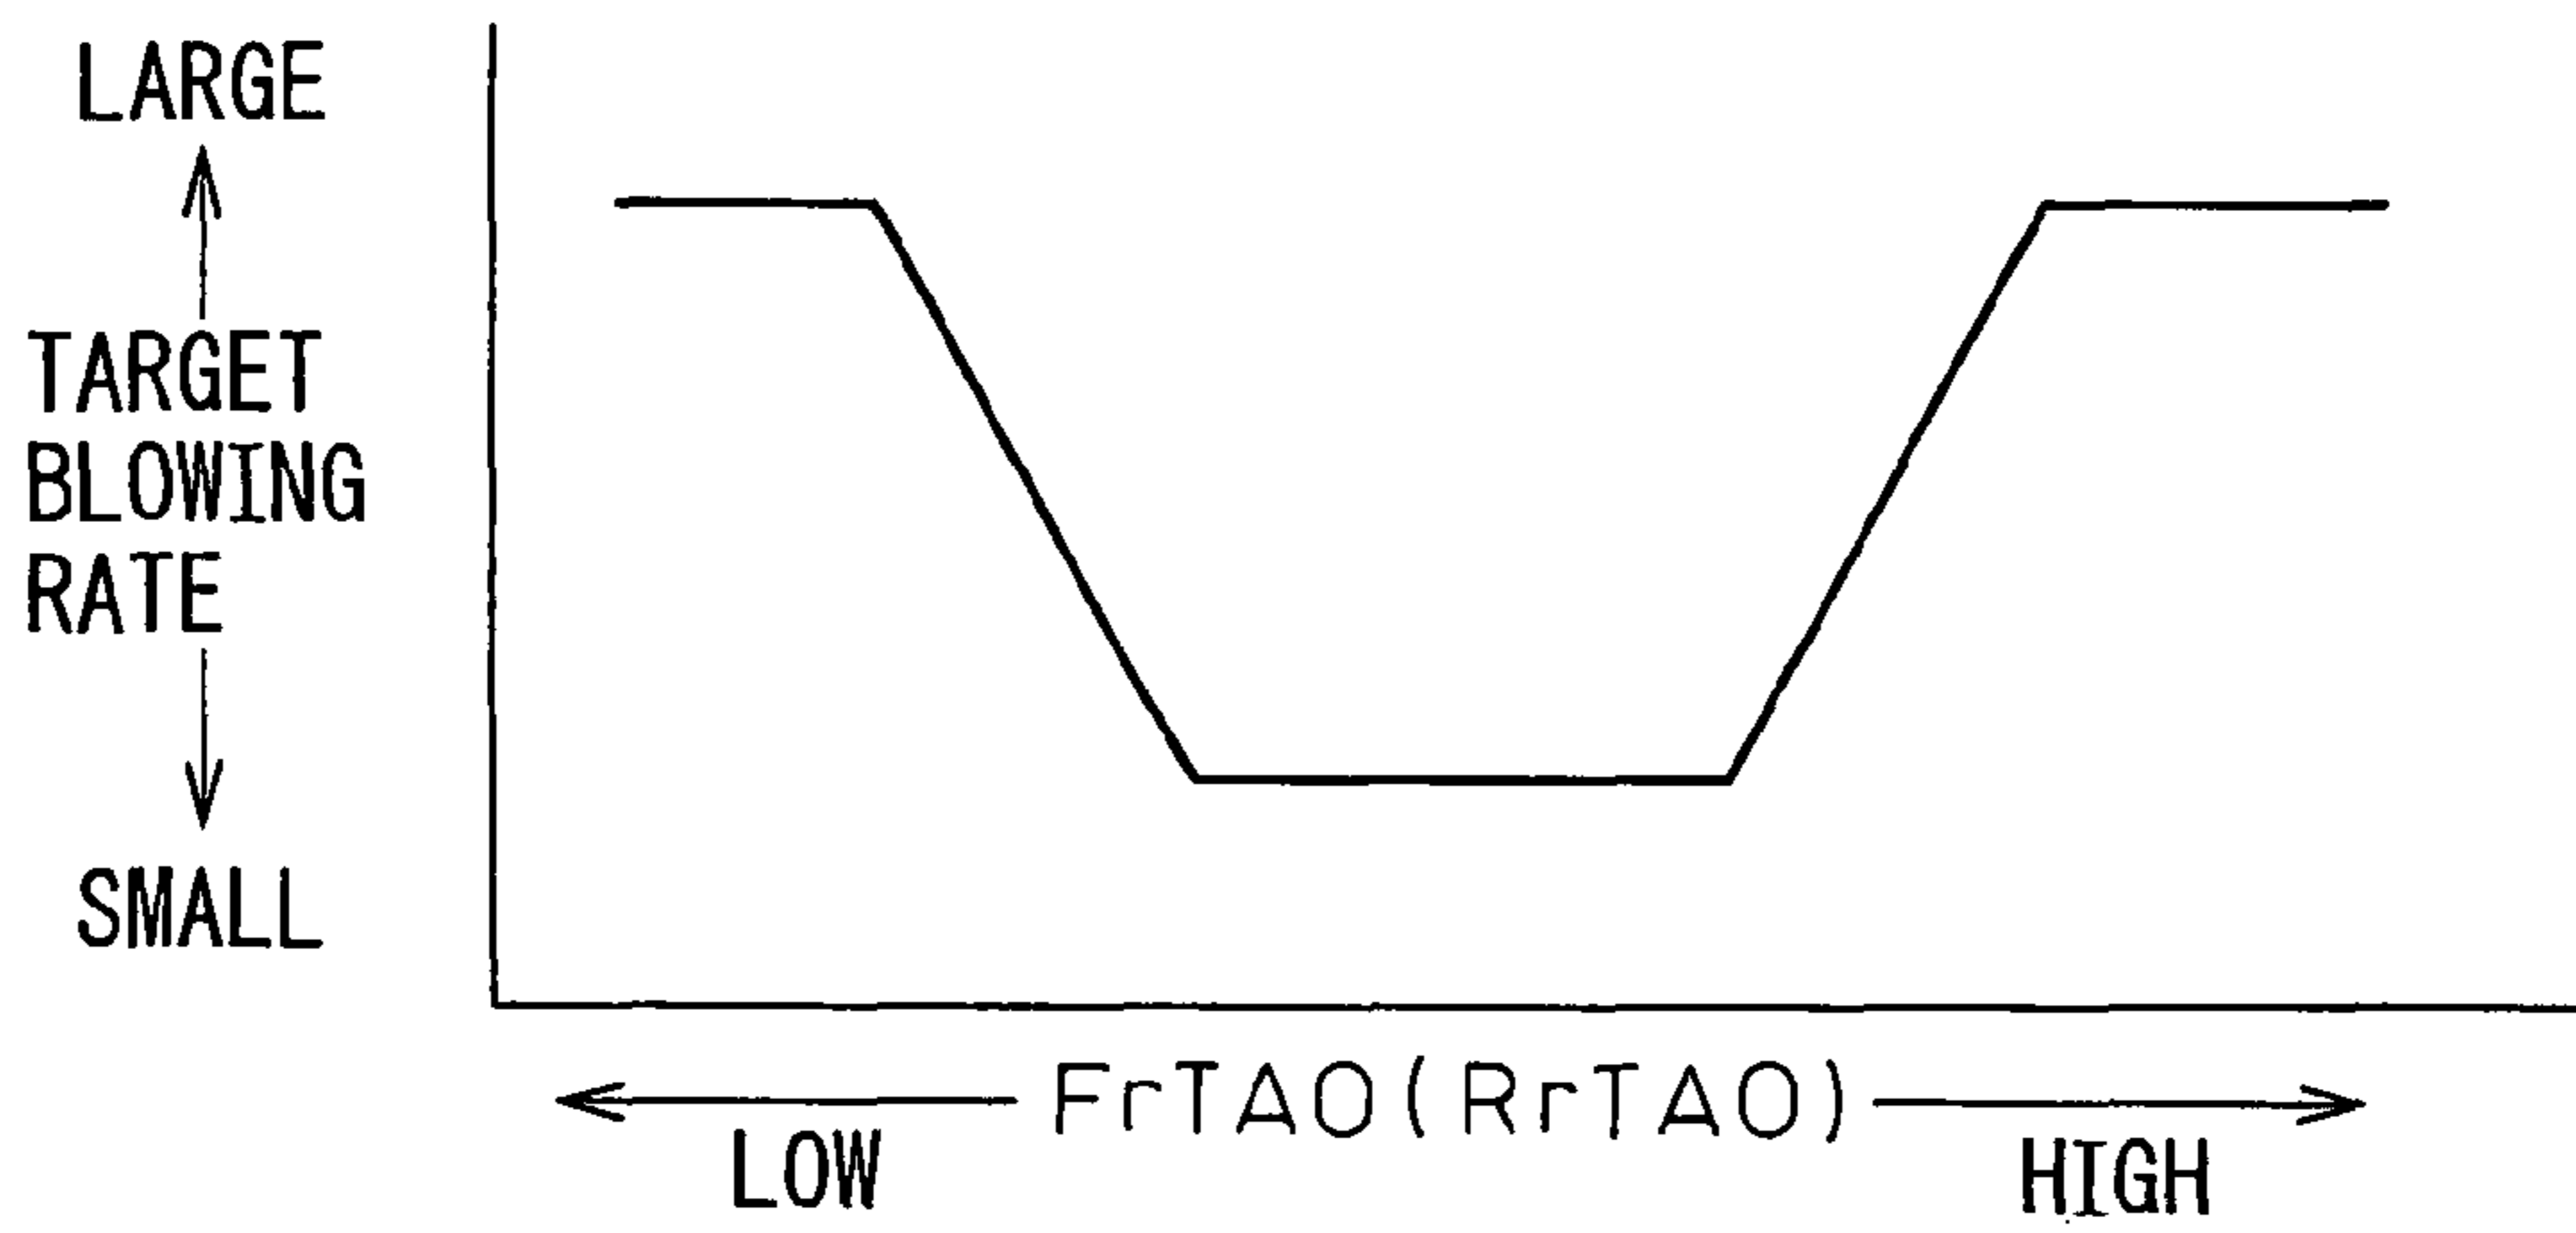 LARGE
TARGET
BLOWING
RATE
SMALL
FrTAO(RrTAO)
LOW
HIGH